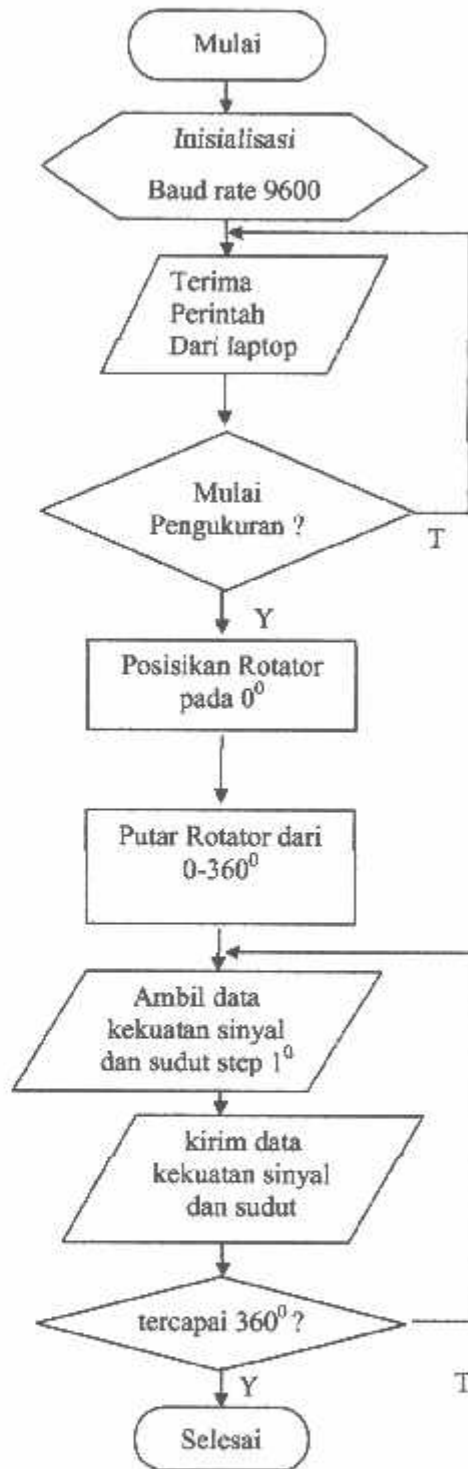 Mulai
Inisialisasi
Baud rate 9600
Terima
Perintah
Dari laptop
Mulai
Pengukuran ?
T
Y
Posisikan Rotator
pada 0⁰
Putar Rotator dari
0-360⁰
Ambil data
kekuatan sinyal
dan sudut step 1⁰
kirim data
kekuatan sinyal
dan sudut
tercapai 360⁰ ?
T
Y
Selesai